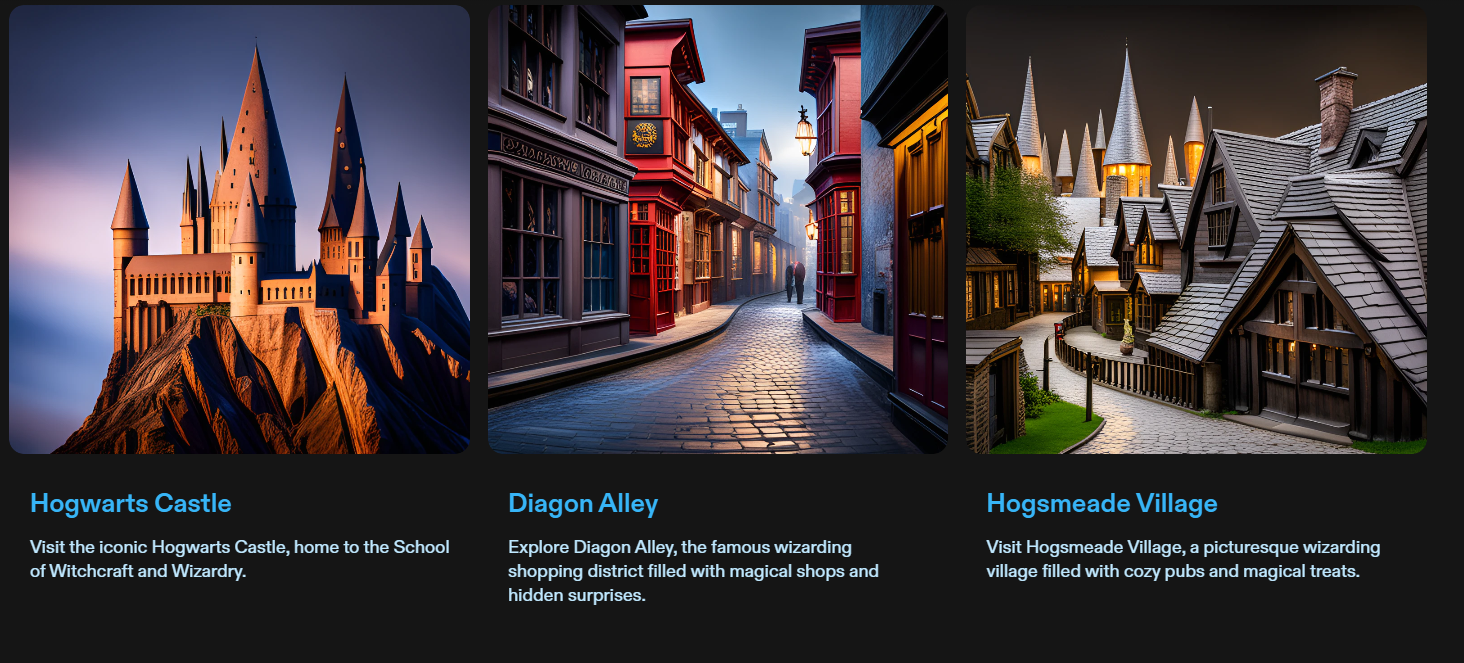 Hogwarts Castle
Visit the iconic Hogwarts Castle, home to the School
of Witchcraft and Wizardry.
Diagon Alley
Explore Diagon Alley, the famous wizarding
shopping district filled with magical shops and
hidden surprises.
Hogsmeade Village
Visit Hogsmeade Village, a picturesque wizarding
village filled with cozy pubs and magical treats.